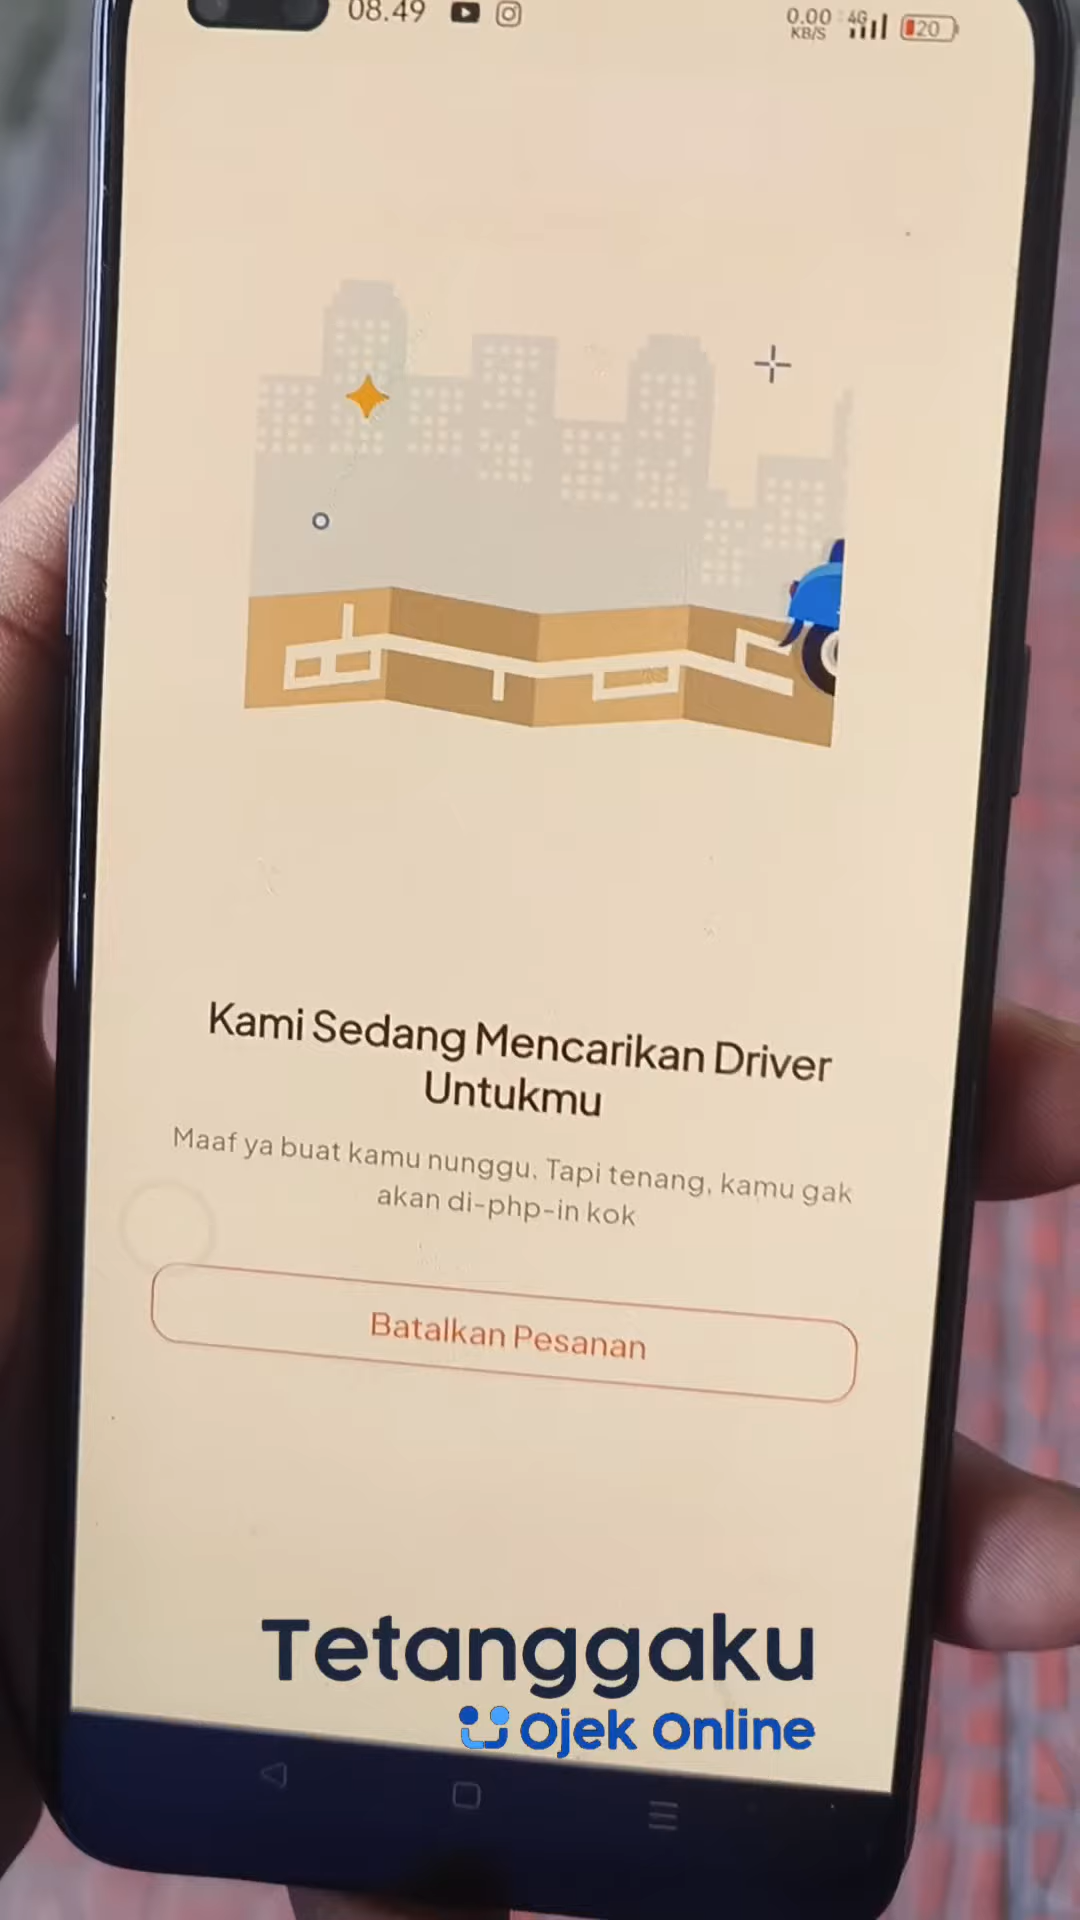 08.49
0.00
KB/S
4G
20
Kami Sedang Mencarikan Driver
Untukmu
Maaf ya buat kamu nunggu. Tapi tenang, kamu gak
akan di-php-in kok
Batalkan Pesanan
Tetanggaku
Ojek Online